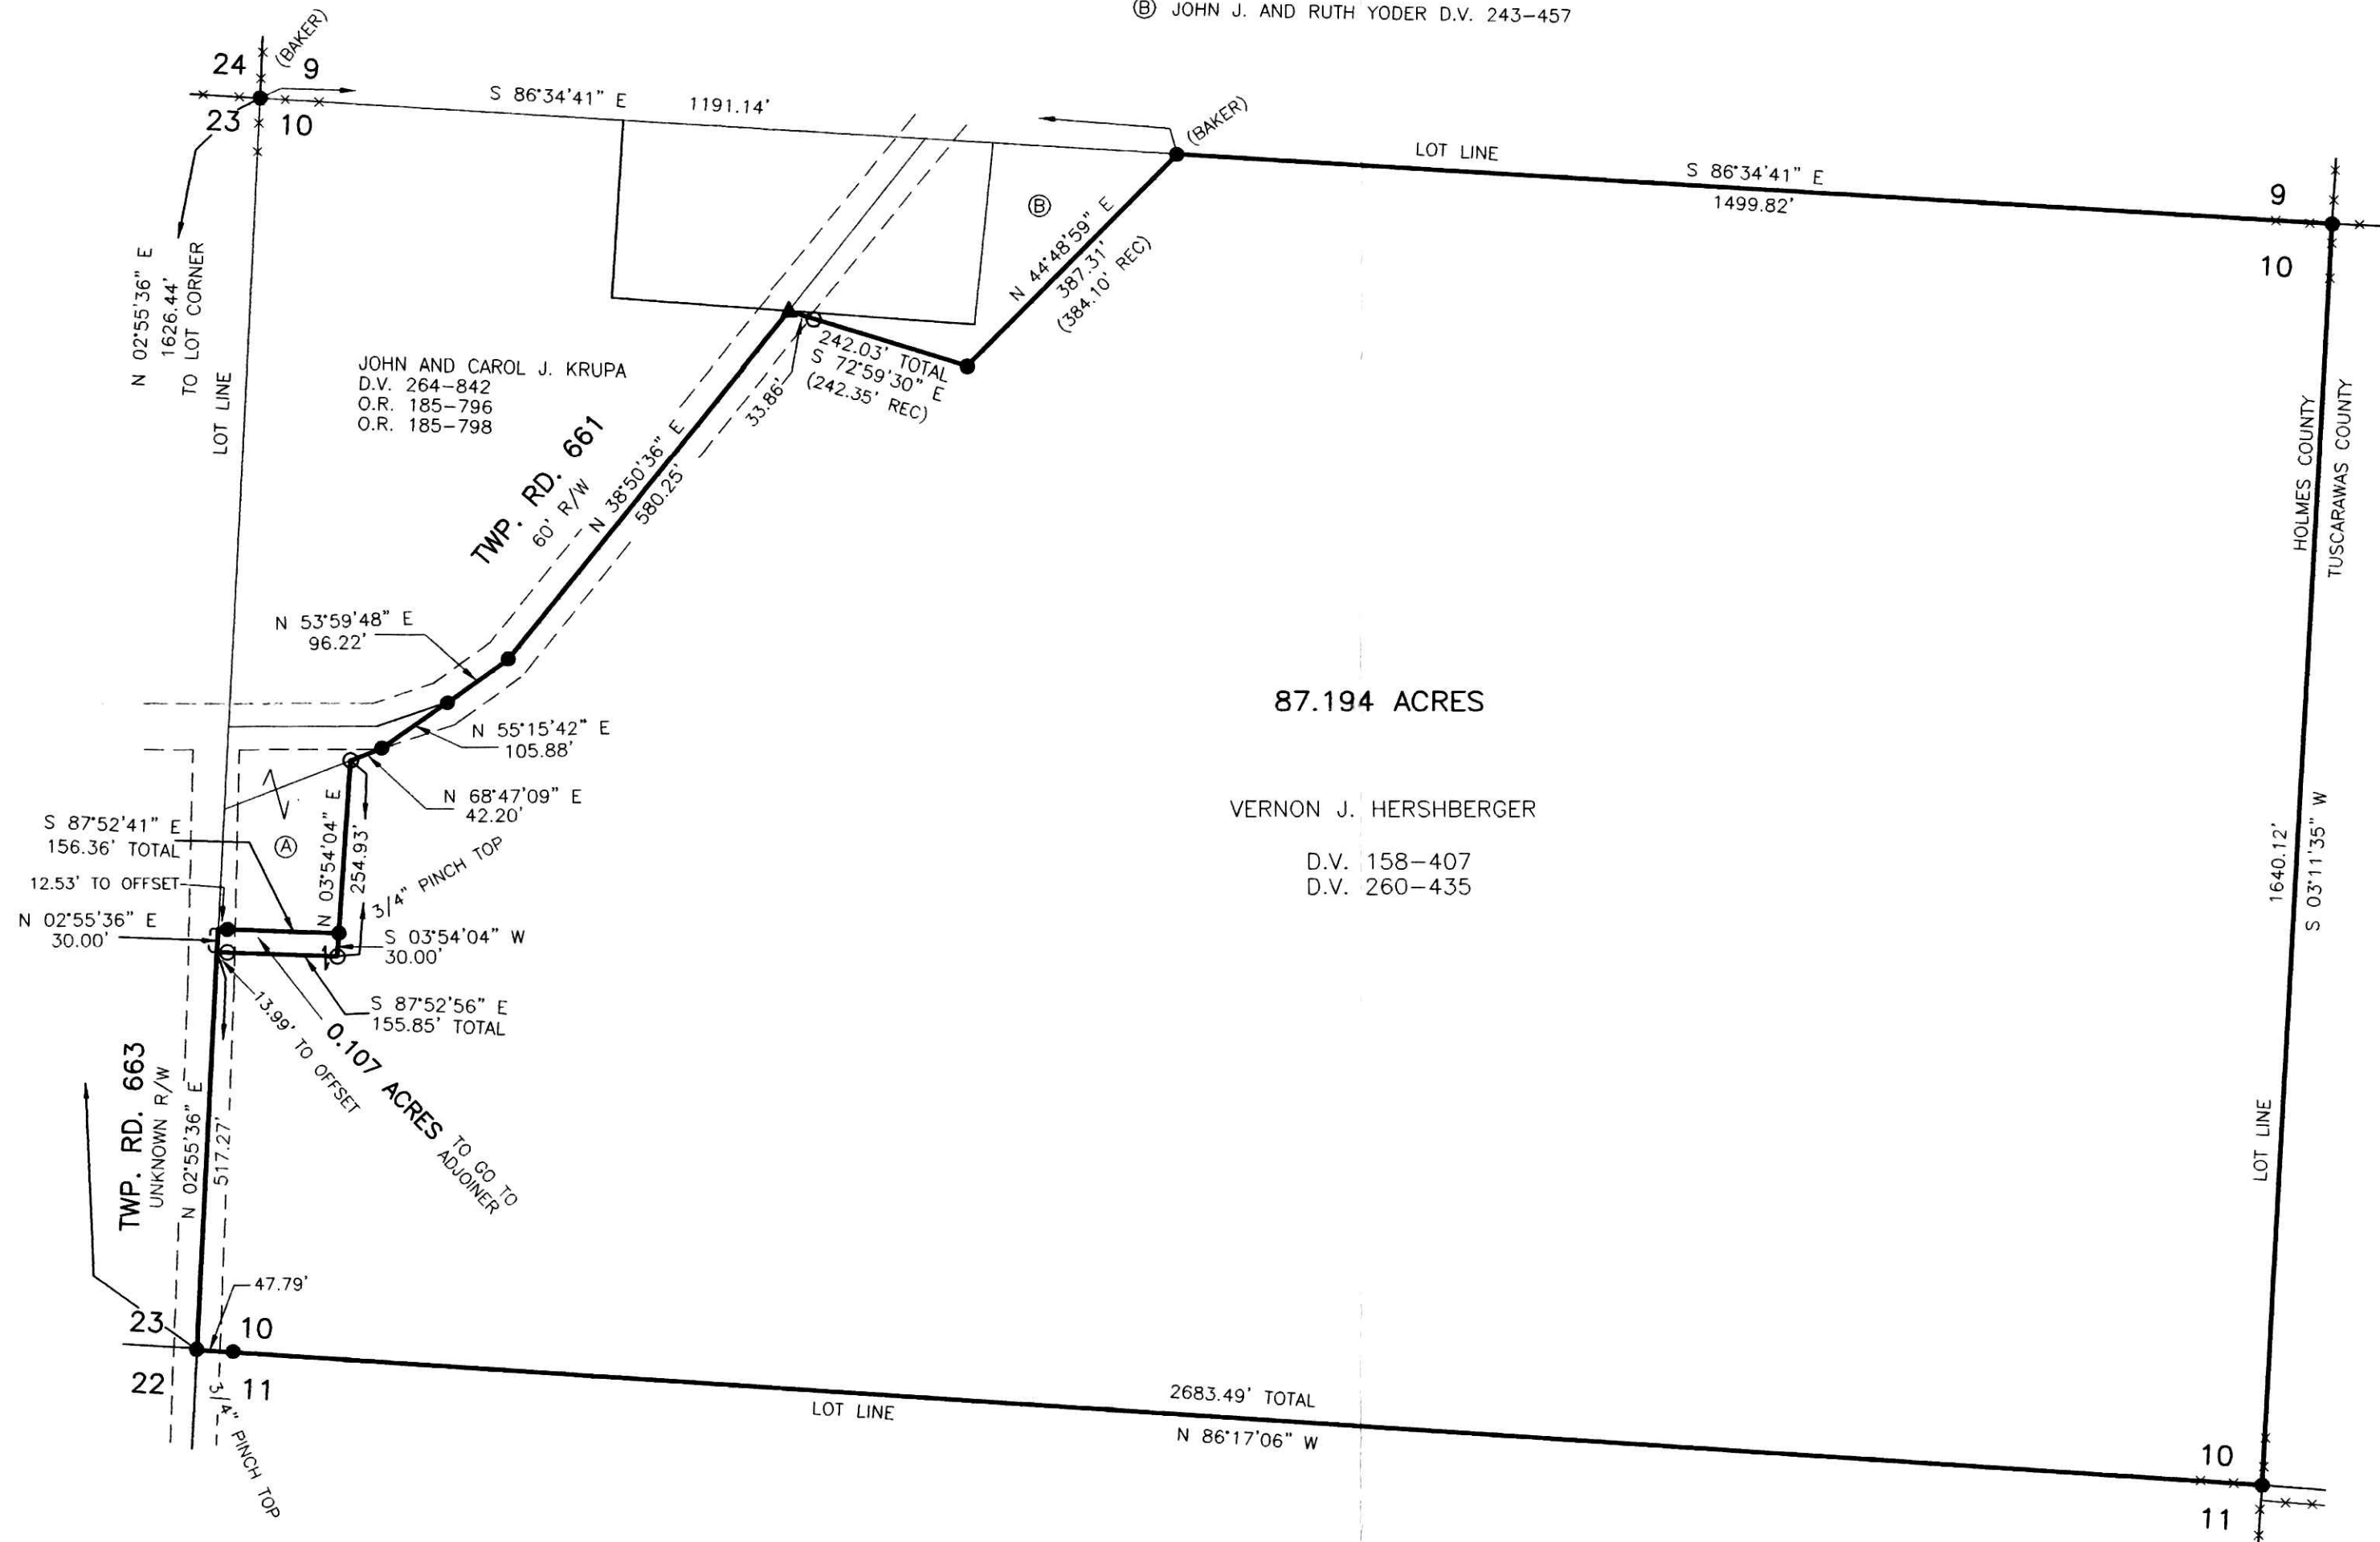 Ⓑ JOHN J. AND RUTH YODER D.V. 243-457
24
(BAKER)
9
23
10
S 86°34'41" E
1191.14'
(BAKER)
LOT LINE
S 86°34'41" E
1499.82'
9
10
Ⓑ
N 44°48'59" E
387.31'
(384.10' REC)
N 02°55'36" E
1626.44'
TO LOT CORNER
LOT LINE
242.03' TOTAL
S 72°59'30" E
(242.35' REC)
33.86'
JOHN AND CAROL J. KRUPA
D.V. 264-842
O.R. 185-796
O.R. 185-798
TWP. RD. 661
60' R/W
N 38°50'36" E
580.25'
HOLMES COUNTY
TUSCARAWAS COUNTY
N 53°59'48" E
96.22'
N 55°15'42" E
105.88'
87.194 ACRES
N 68°47'09" E
42.20'
VERNON J. HERSHBERGER
D.V. 158-407
D.V. 260-435
S 87°52'41" E
156.36' TOTAL
Ⓐ
N 03°54'04" E
254.93'
3/4" PINCH TOP
12.53' TO OFFSET
N 02°55'36" E
30.00'
S 03°54'04" W
30.00'
1640.12'
S 03°11'35" W
S 87°52'56" E
155.85' TOTAL
13.99' TO OFFSET
0.107 ACRES TO GO TO
ADJOINER
TWP. RD. 663
UNKNOWN R/W
N 02°55'36" E
517.27'
LOT LINE
47.79'
23
10
22
11
3/4" PINCH TOP
2683.49' TOTAL
LOT LINE
N 86°17'06" W
10
11